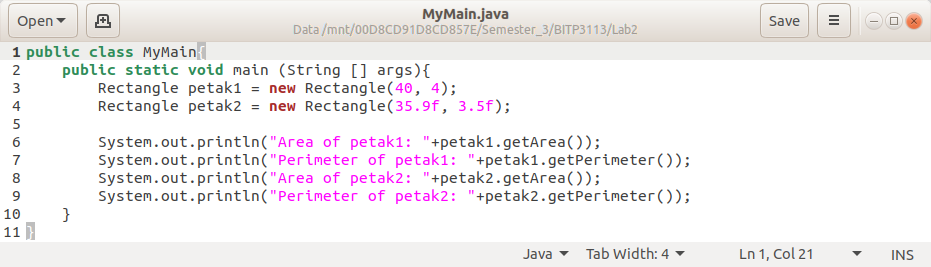 MyMain.java
Open
Data /mnt/00D8CD91D8CD857E/Semester_3/BITP3113/Lab2
Save
1 public class MyMain{
2     public static void main (String [] args){
3         Rectangle petak1 = new Rectangle(40, 4);
4         Rectangle petak2 = new Rectangle(35.9f, 3.5f);
5
6         System.out.println("Area of petak1: "+petak1.getArea());
7         System.out.println("Perimeter of petak1: "+petak1.getPerimeter());
8         System.out.println("Area of petak2: "+petak2.getArea());
9         System.out.println("Perimeter of petak2: "+petak2.getPerimeter());
10     }
11 }
Java Tab Width: 4 Ln 1, Col 21 INS